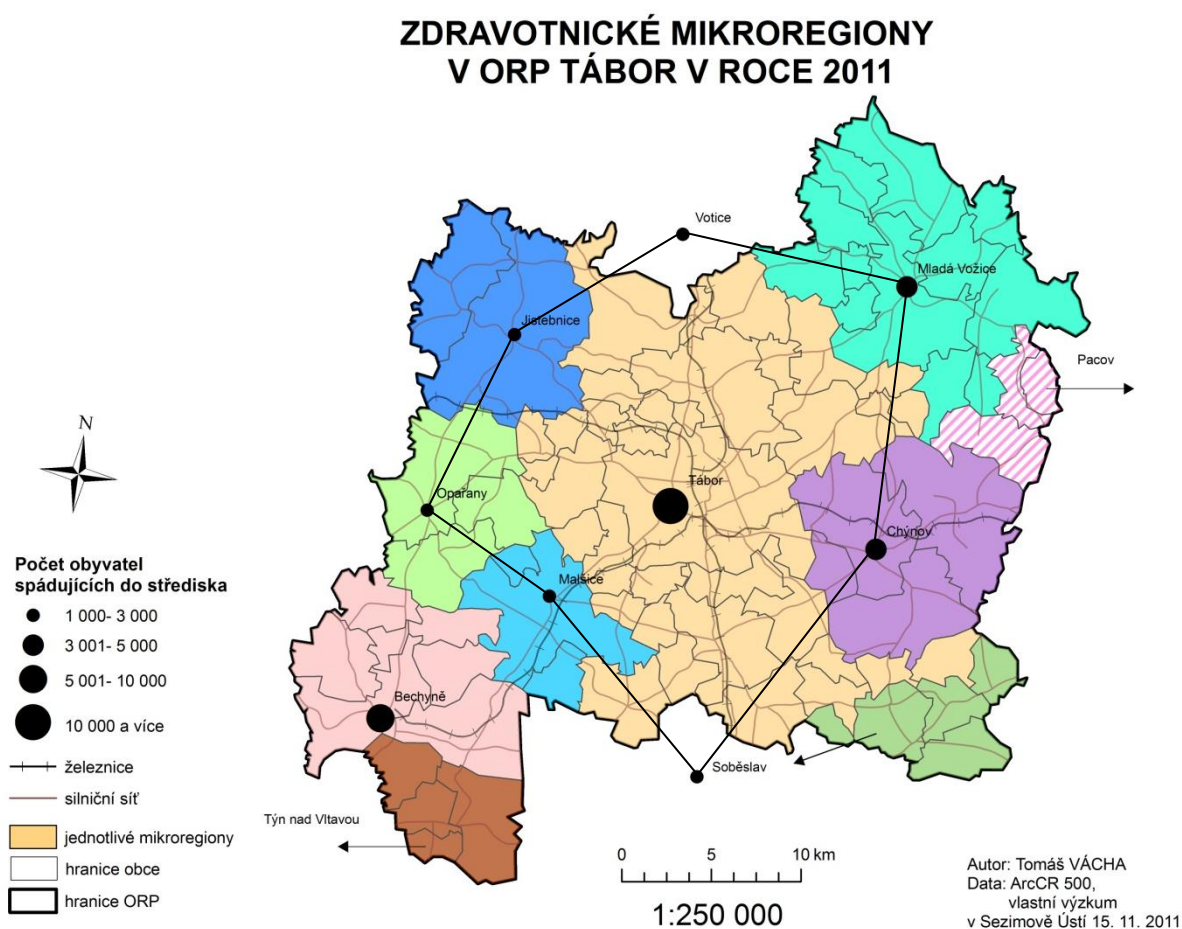 ZDRAVOTNICKÉ MIKROREGIONY
V ORP TÁBOR V ROCE 2011
Votice
Mladá Vožice
Jistebnice
Pacov
N
Tábor
Opařany
Chýnov
Malšice
Bechyně
Soběslav
Týn nad Vltavou
Počet obyvatel
spádujících do střediska
1 000- 3 000
3 001- 5 000
5 001- 10 000
10 000 a více
železnice
silniční síť
jednotlivé mikroregiony
hranice obce
hranice ORP
0 5 10 km
1:250 000
Autor: Tomáš VÁCHA
Data: ArcCR 500,
vlastní výzkum
v Sezimově Ústí 15. 11. 2011